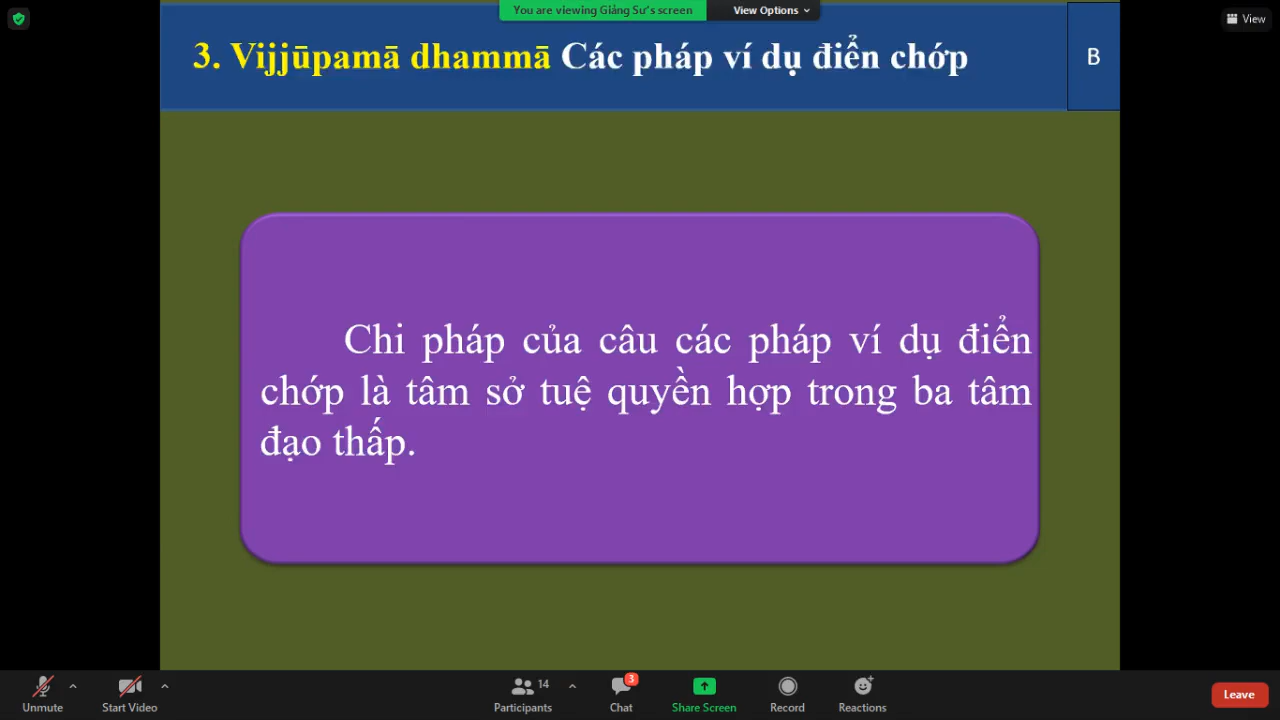 You are viewing Giảng Sư's screen
View Options
View
3. Vijjūpamā dhammā Các pháp ví dụ điển chớp
B
Chi pháp của câu các pháp ví dụ điển
chớp là tâm sở tuệ quyền hợp trong ba tâm
đạo thấp.
Unmute
Start Video
Participants
14
Chat
3
Share Screen
Record
Reactions
Leave